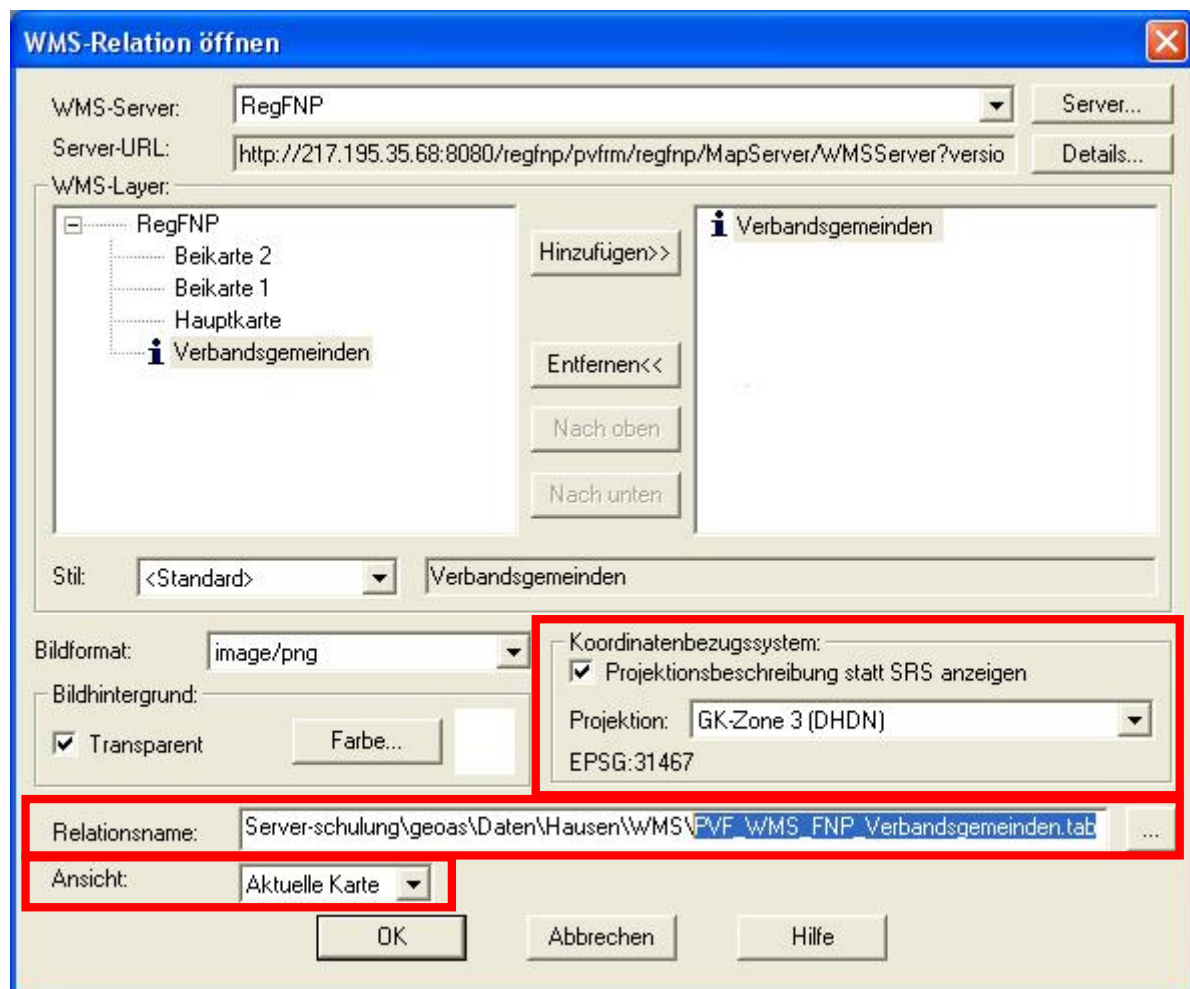 WMS-Relation öffnen
WMS-Server: RegFNP Server...
Server-URL: http://217.195.35.68:8080/regfnp/pvfrm/regfnp/MapServer/WMSServer?versio Details...
WMS-Layer:
RegFNP
Beikarte 2
Beikarte 1
Hauptkarte
Verbandsgemeinden
Hinzufügen>>
Entfernen<<
Nach oben
Nach unten
Verbandsgemeinden
Stil: <Standard> Verbandsgemeinden
Bildformat: image/png
Bildhintergrund:
Transparent Farbe...
Koordinatenbezugssystem:
Projektionsbeschreibung statt SRS anzeigen
Projektion: GK-Zone 3 (DHDN)
EPSG:31467
Relationsname: Server-schulung\geoas\Daten\Hausen\WMS\PVF_WMS_FNP_Verbandsgemeinden.tab ...
Ansicht: Aktuelle Karte
OK Abbrechen Hilfe